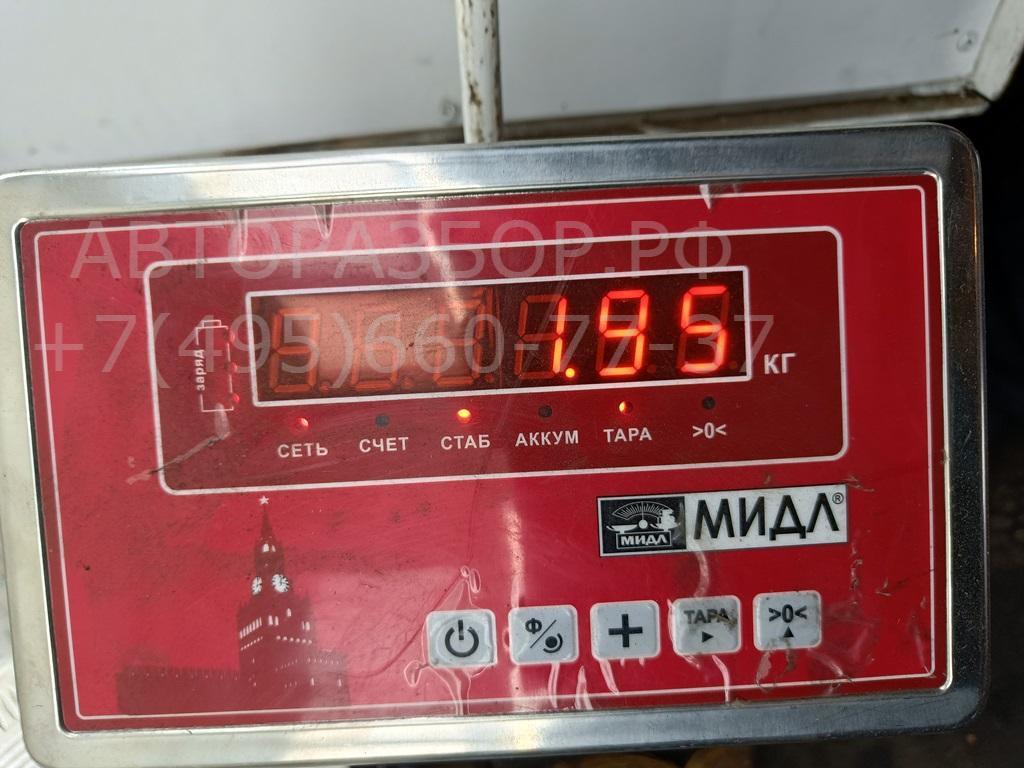 АВТОРАЗБОР.РФ
+7(495)660-77-37
заряд
1.95
КГ
СЕТЬ СЧЕТ СТАБ АККУМ ТАРА >0<
МИДЛ МИДЛ®
Ф ТАРА >0<